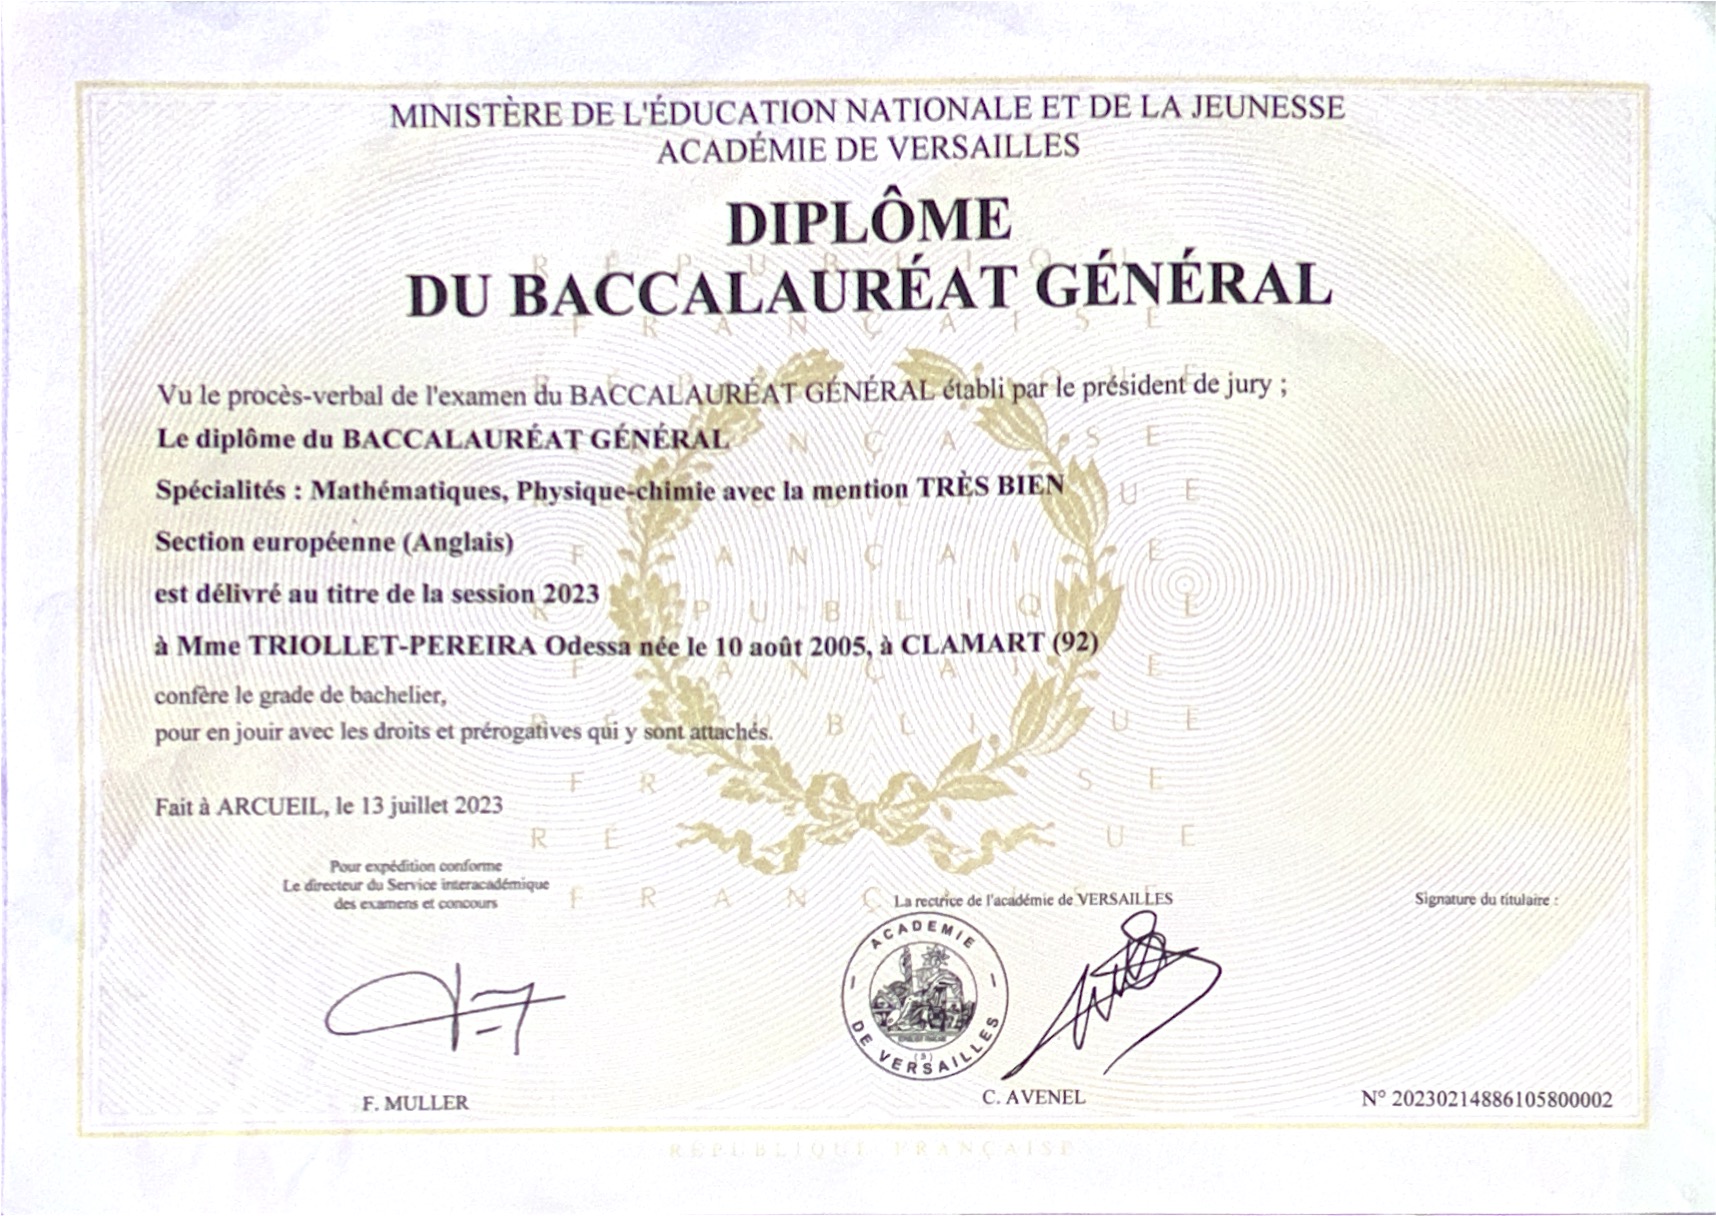 MINISTÈRE DE L'ÉDUCATION NATIONALE ET DE LA JEUNESSE
ACADÉMIE DE VERSAILLES
DIPLÔME
DU BACCALAURÉAT GÉNÉRAL
Vu le procès-verbal de l'examen du BACCALAURÉAT GÉNÉRAL établi par le président de jury ;
Le diplôme du BACCALAURÉAT GÉNÉRAL
Spécialités : Mathématiques, Physique-chimie avec la mention TRÈS BIEN
Section européenne (Anglais)
est délivré au titre de la session 2023
à Mme TRIOLLET-PEREIRA Odessa née le 10 août 2005, à CLAMART (92)
confère le grade de bachelier,
pour en jouir avec les droits et prérogatives qui y sont attachés.
Fait à ARCUEIL, le 13 juillet 2023
Pour expédition conforme
Le directeur du Service interacadémique
des examens et concours
La rectrice de l'académie de VERSAILLES
Signature du titulaire :
ACADEMIE
DE VERSAILLES
F. MULLER
C. AVENEL
N° 20230214886105800002
RÉPUBLIQUE FRANÇAISE